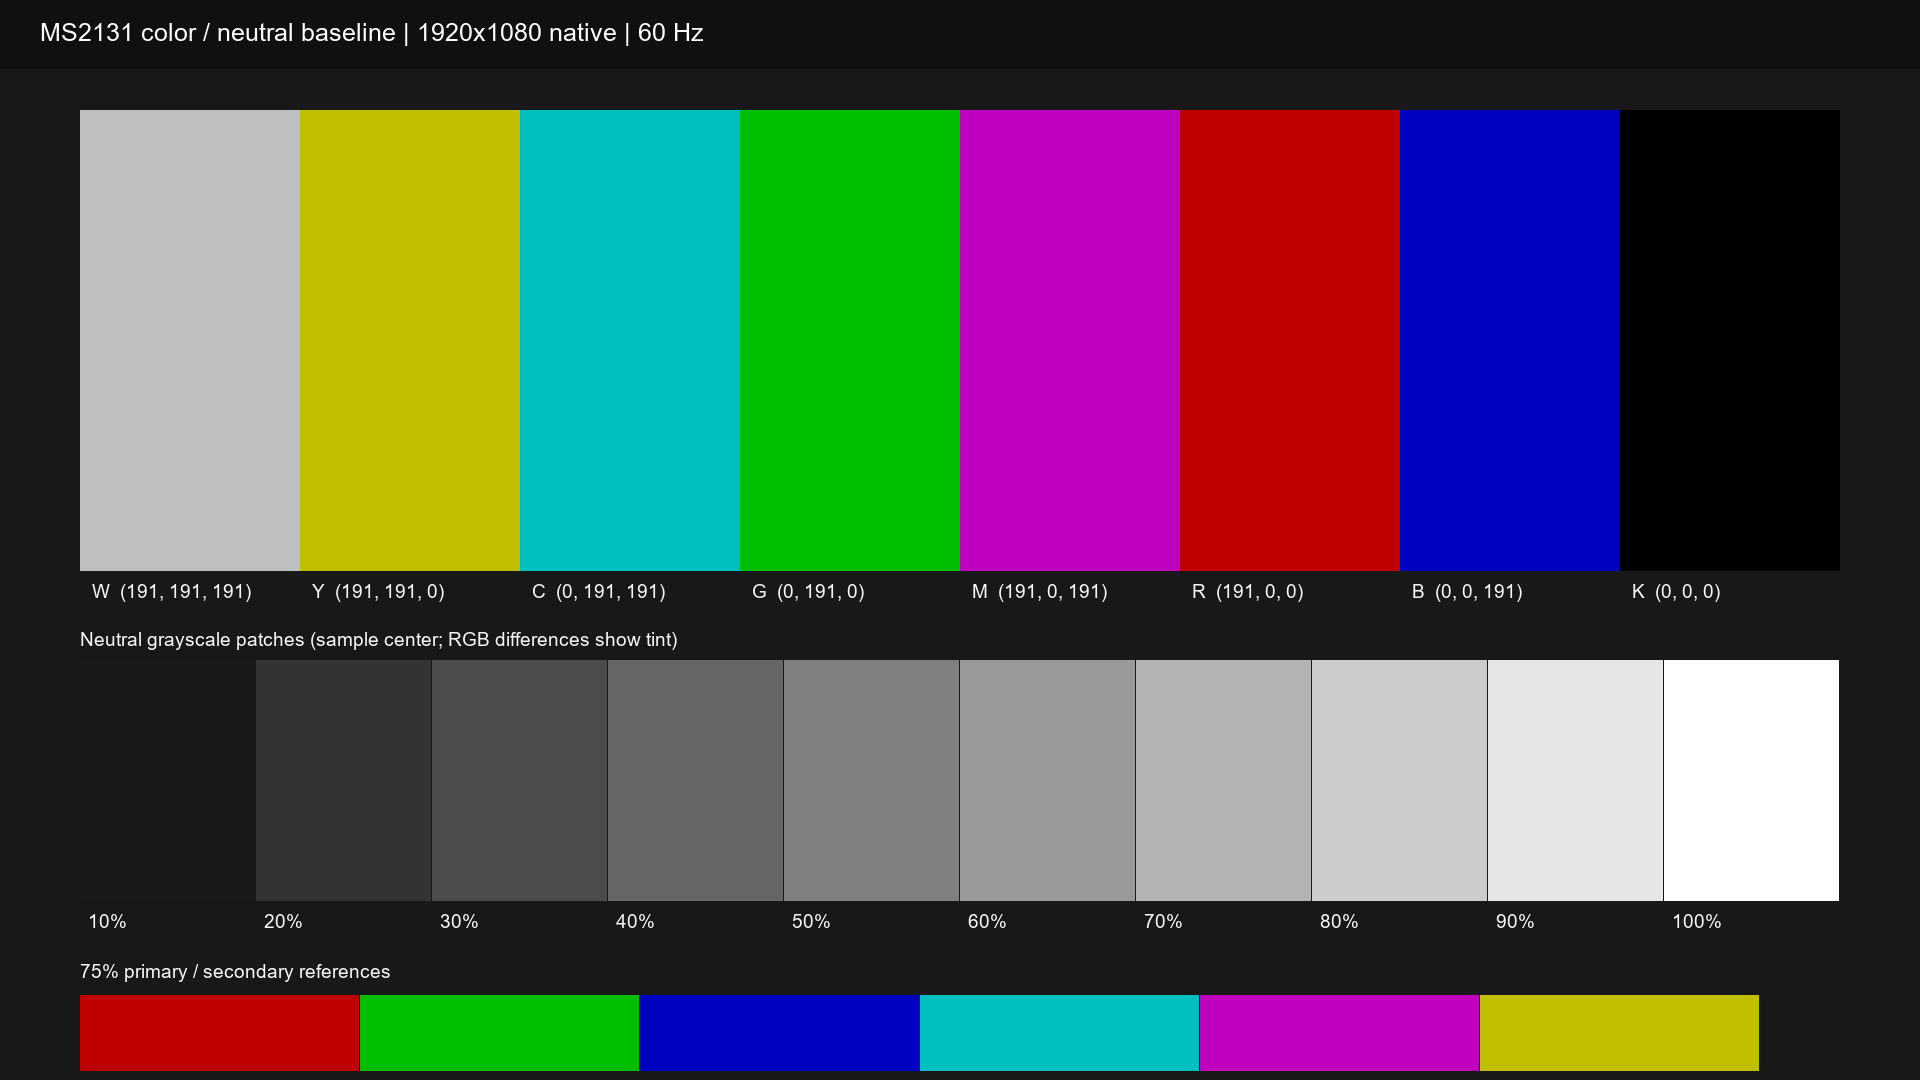 MS2131 color / neutral baseline | 1920x1080 native | 60 Hz
W (191, 191, 191) Y (191, 191, 0) C (0, 191, 191) G (0, 191, 0) M (191, 0, 191) R (191, 0, 0) B (0, 0, 191) K (0, 0, 0)
Neutral grayscale patches (sample center; RGB differences show tint)
10% 20% 30% 40% 50% 60% 70% 80% 90% 100%
75% primary / secondary references